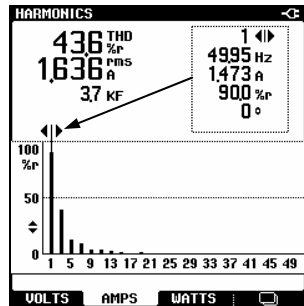 HARMONICS
43,6 THD %r
1,636 rms A
3,7 KF
1
49,95 Hz
1,473 A
90,0 %r
0 °
100
%r
50
0
1 5 9 13 17 21 25 29 33 37 41 45 49
VOLTS AMPS WATTS